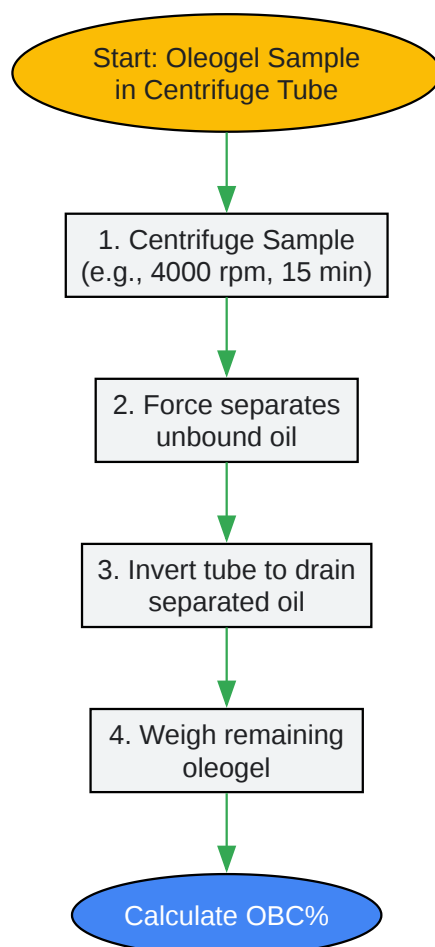 Start: Oleogel Sample
in Centrifuge Tube
1. Centrifuge Sample
(e.g., 4000 rpm, 15 min)
2. Force separates
unbound oil
3. Invert tube to drain
separated oil
4. Weigh remaining
oleogel
Calculate OBC%